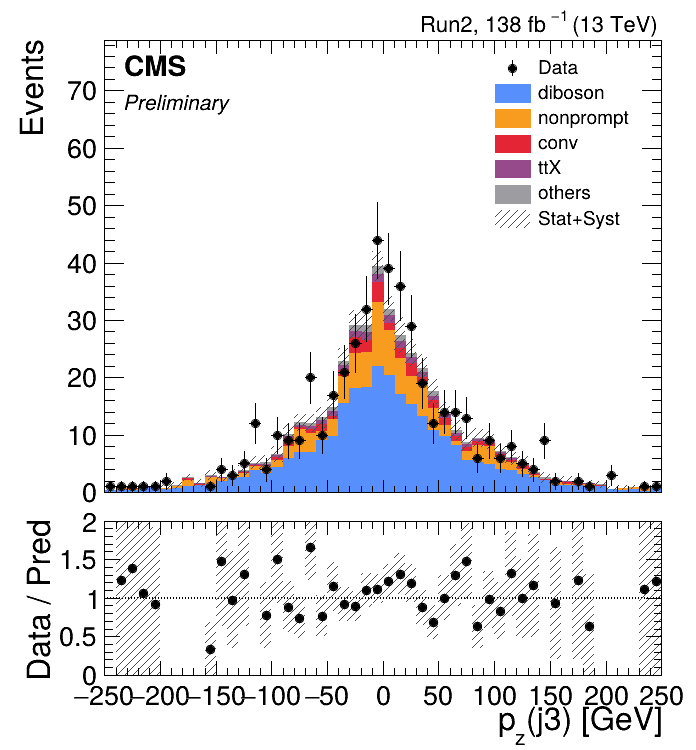 Run2, 138 fb⁻¹ (13 TeV)
CMS
Preliminary
Events
70
60
50
40
30
20
10
0
Data
diboson
nonprompt
conv
ttX
others
Stat+Syst
Data / Pred
2
1.5
1
0.5
0
−250 −200 −150 −100 −50 0 50 100 150 200 250
p_z(j3) [GeV]